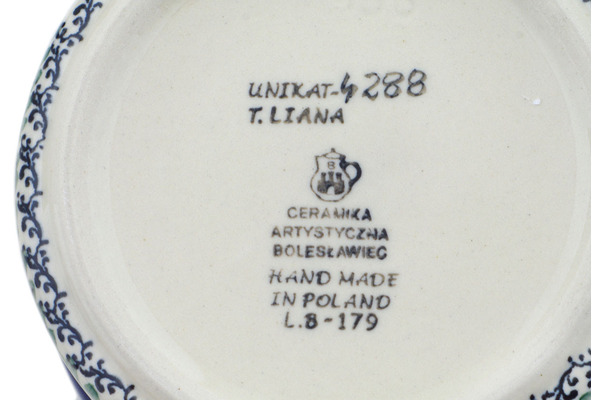 UNIKAT-4288
T. LIANA
B
CERAMIKA
ARTYSTYCZNA
BOLESŁAWIEC
HAND MADE
IN POLAND
L.8-179